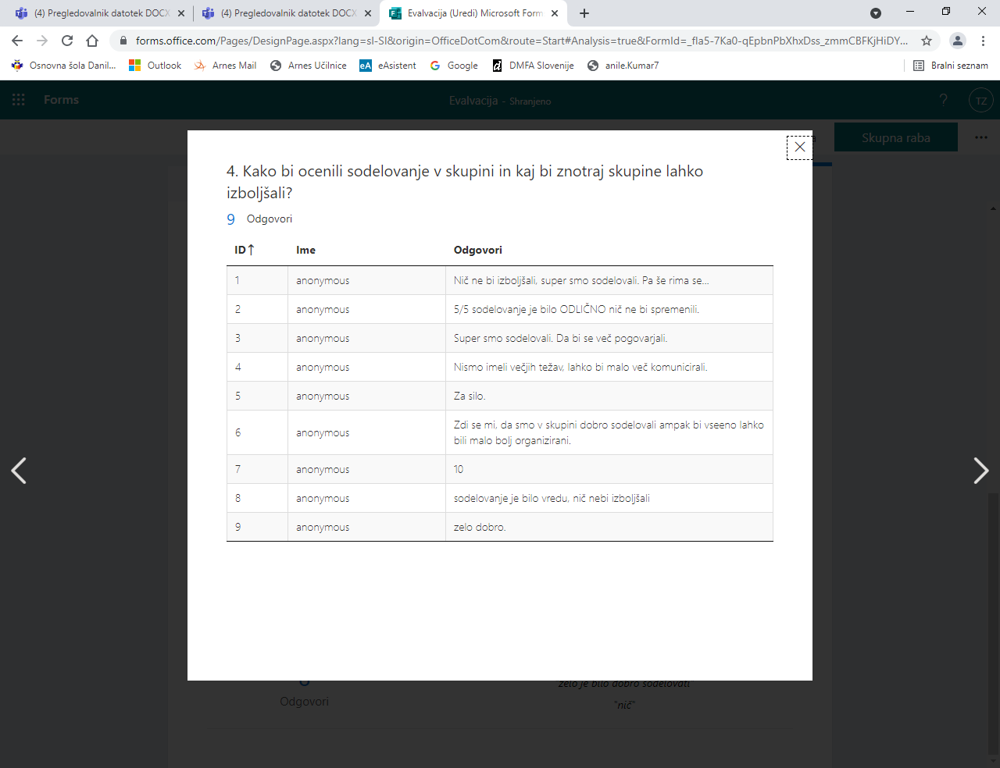 (4) Pregledovalnik datotek DOCX
(4) Pregledovalnik datotek DOCX
Evalvacija (Uredi) Microsoft Form
forms.office.com/Pages/DesignPage.aspx?lang=sl-SI&origin=OfficeDotCom&route=Start#Analysis=true&FormId=_fla5-7Ka0-qEpbnPbXhxDss_zmmCBFKjHiDY...
Osnovna šola Danil... Outlook Arnes Mail Arnes Učilnice eA eAsistent Google DMFA Slovenije anile.Kumar7 Bralni seznam
Forms Evalvacija - Shranjeno ? TZ
Skupna raba ...
4. Kako bi ocenili sodelovanje v skupini in kaj bi znotraj skupine lahko
izboljšali?
9 Odgovori
ID↑ Ime Odgovori
1 anonymous Nič ne bi izboljšali, super smo sodelovali. Pa še rima se...
2 anonymous 5/5 sodelovanje je bilo ODLIČNO nič ne bi spremenili.
3 anonymous Super smo sodelovali. Da bi se več pogovarjali.
4 anonymous Nismo imeli večjih težav, lahko bi malo več komunicirali.
5 anonymous Za silo.
6 anonymous Zdi se mi, da smo v skupini dobro sodelovali ampak bi vseeno lahko
bili malo bolj organizirani.
7 anonymous 10
8 anonymous sodelovanje je bilo vredu, nič nebi izboljšali
9 anonymous zelo dobro.
zelo je bilo dobro sodelovati"
Odgovori
"nič"